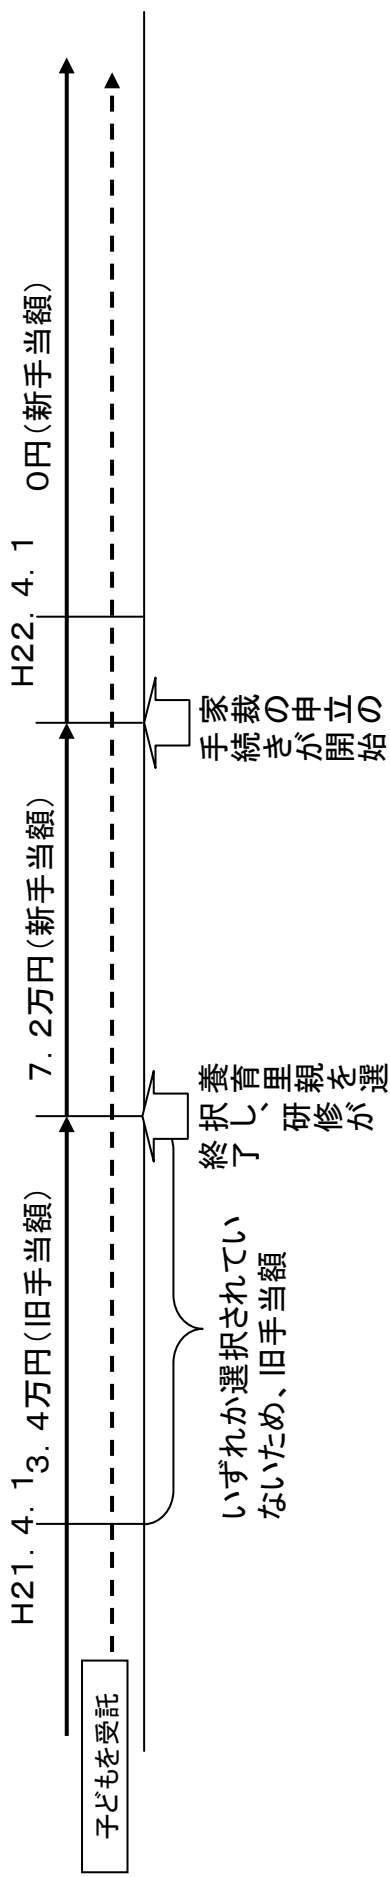 H21．4．1
H22．4．1
3．4万円（旧手当額）
7．2万円（新手当額）
0円（新手当額）
子どもを受託
いずれか選択されてい
ないため、旧手当額
養育里親を選
択し、研修が
終了
家裁の申立の
手続きが開始